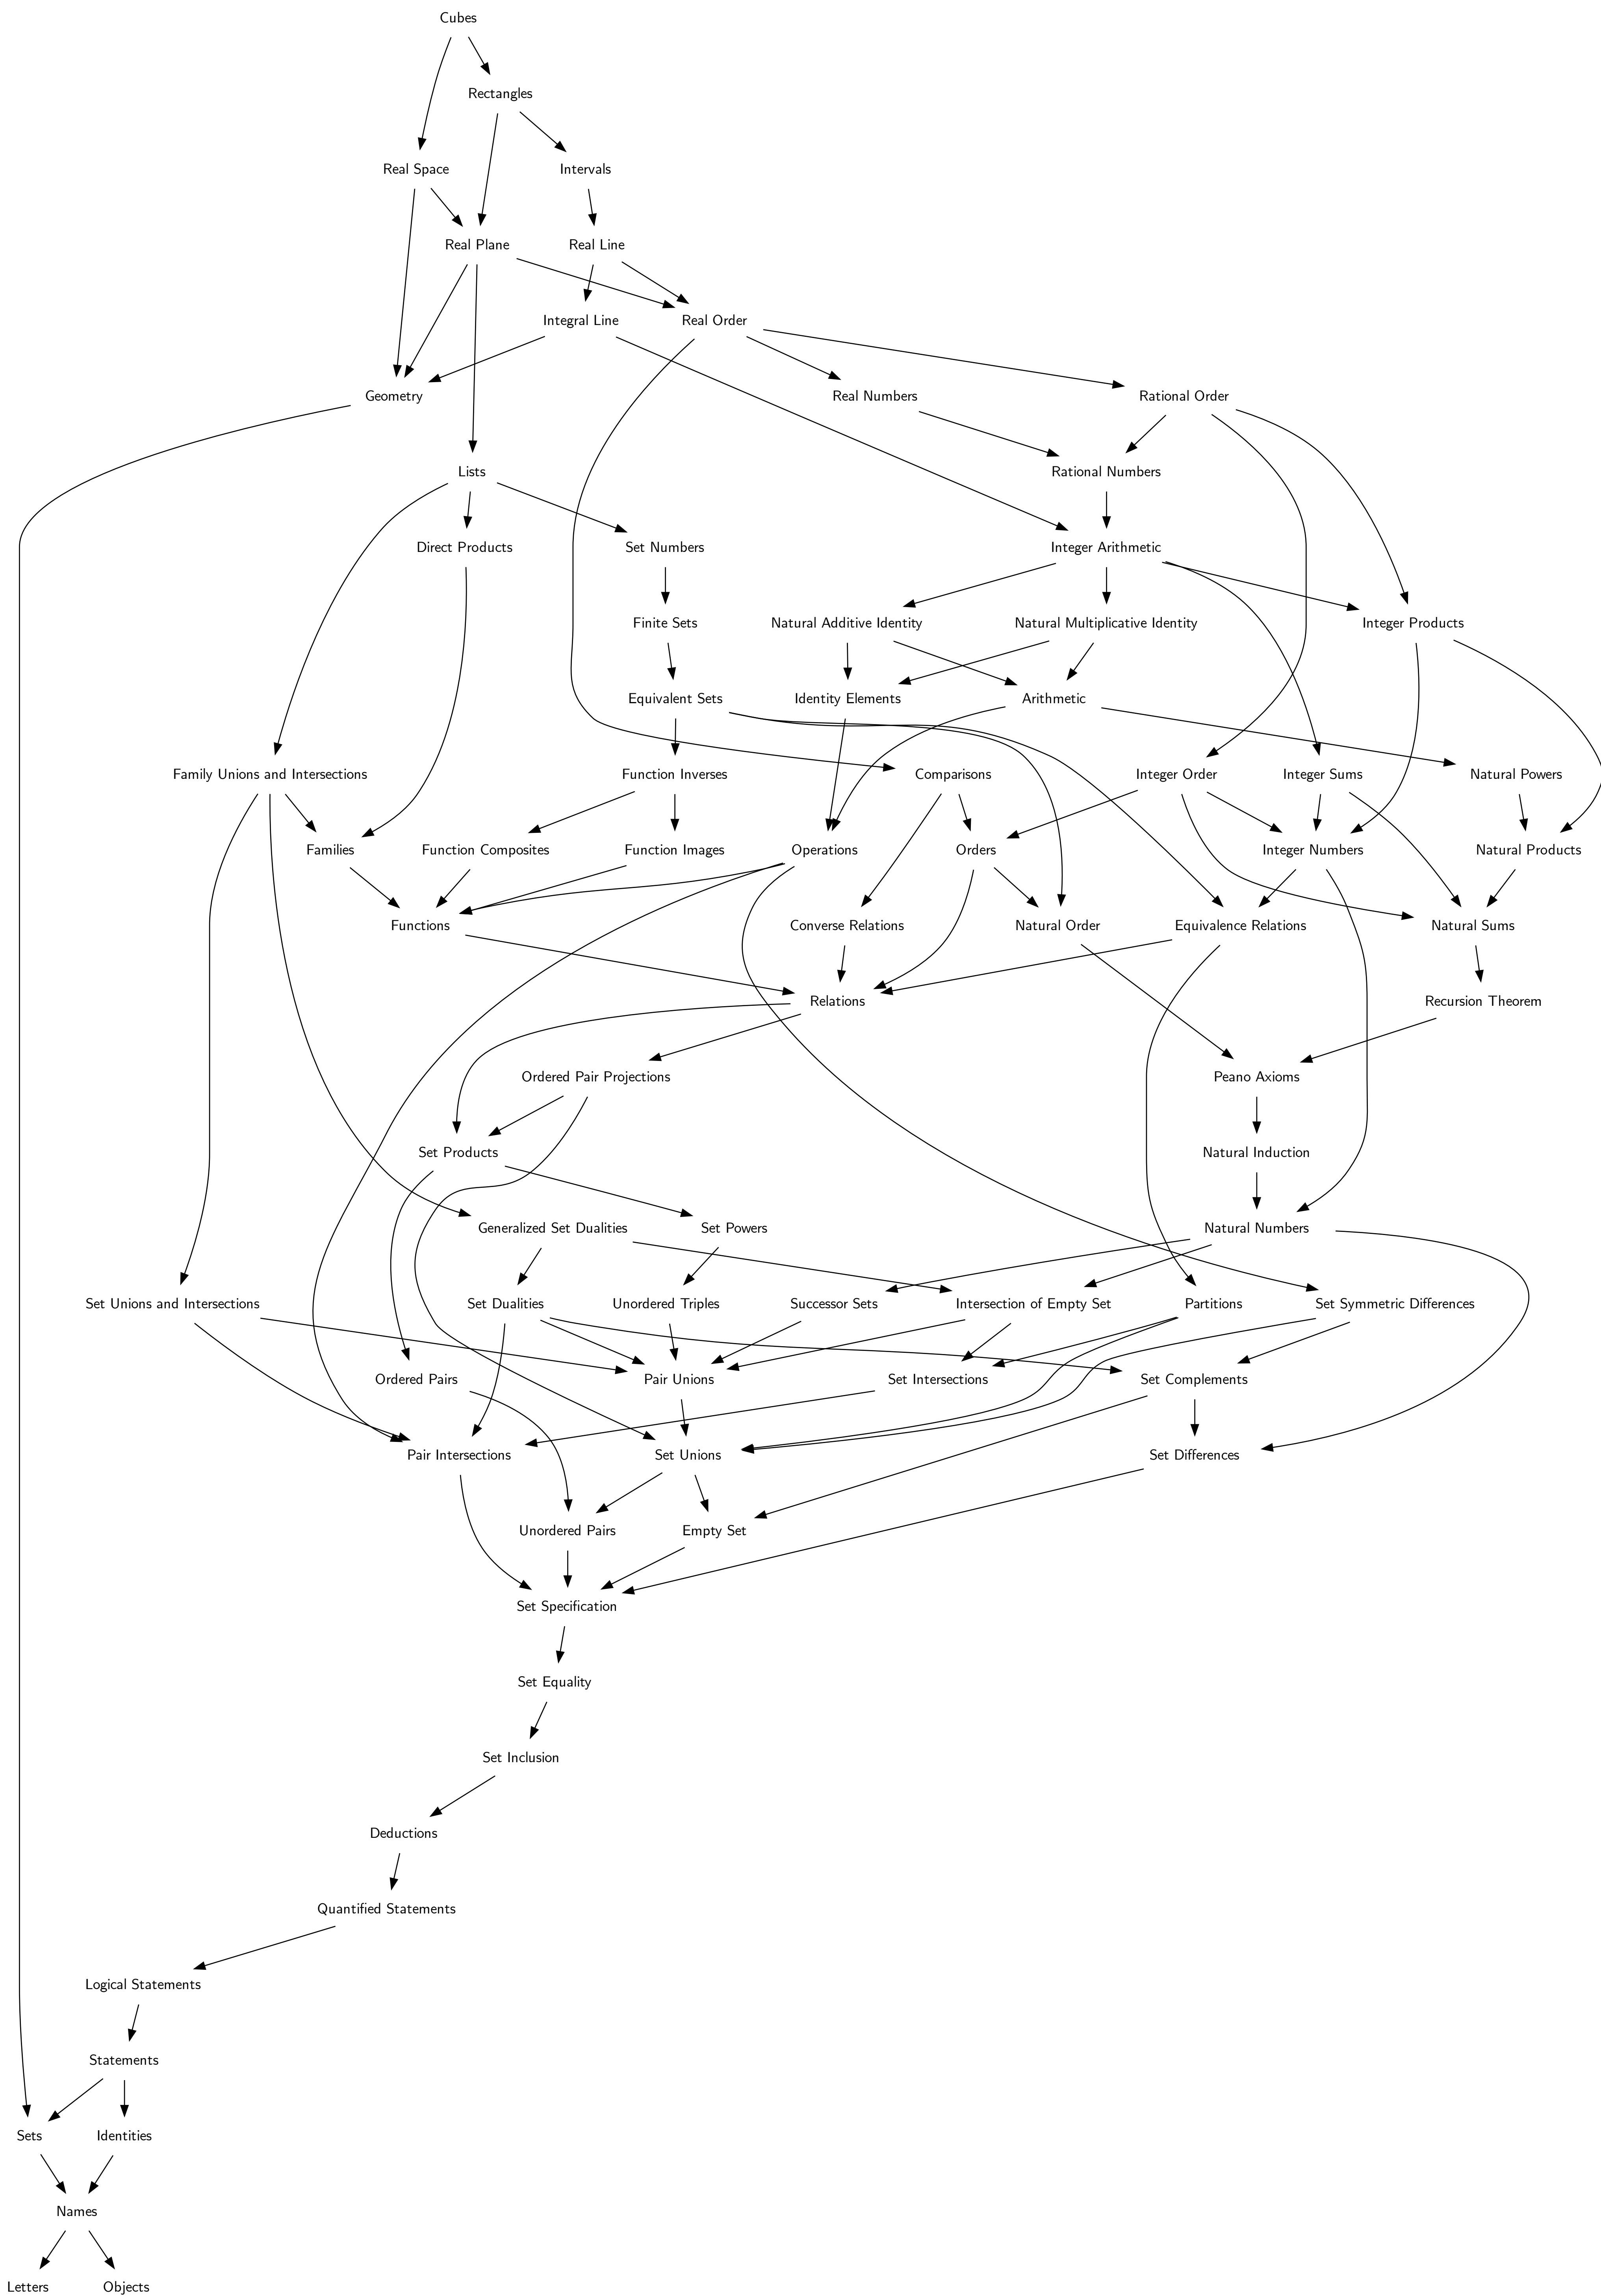 Cubes
Rectangles
Real Space
Intervals
Real Plane
Real Line
Integral Line
Real Order
Geometry
Real Numbers
Rational Order
Lists
Rational Numbers
Direct Products
Set Numbers
Integer Arithmetic
Finite Sets
Natural Additive Identity
Natural Multiplicative Identity
Integer Products
Equivalent Sets
Identity Elements
Arithmetic
Family Unions and Intersections
Function Inverses
Comparisons
Integer Order
Integer Sums
Natural Powers
Families
Function Composites
Function Images
Operations
Orders
Integer Numbers
Natural Products
Functions
Converse Relations
Natural Order
Equivalence Relations
Natural Sums
Relations
Recursion Theorem
Ordered Pair Projections
Peano Axioms
Set Products
Natural Induction
Generalized Set Dualities
Set Powers
Natural Numbers
Set Unions and Intersections
Set Dualities
Unordered Triples
Successor Sets
Intersection of Empty Set
Partitions
Set Symmetric Differences
Ordered Pairs
Pair Unions
Set Intersections
Set Complements
Pair Intersections
Set Unions
Set Differences
Unordered Pairs
Empty Set
Set Specification
Set Equality
Set Inclusion
Deductions
Quantified Statements
Logical Statements
Statements
Sets
Identities
Names
Letters
Objects